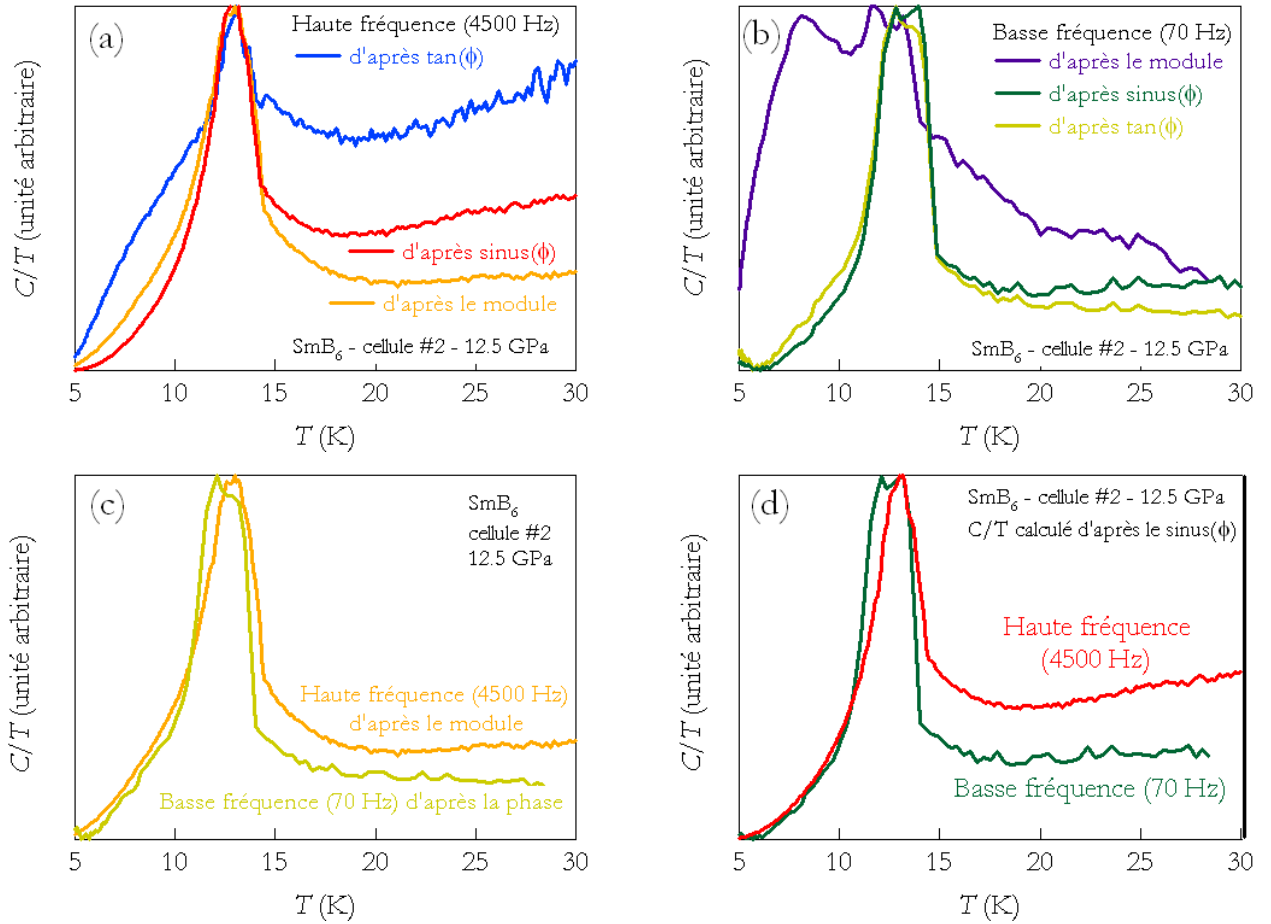 (a)
Haute fréquence (4500 Hz)
d'après tan(ϕ)
d'après sinus(ϕ)
d'après le module
SmB₆ - cellule #2 - 12.5 GPa
C/T (unité arbitraire)
5 10 15 20 25 30
T (K)
(b)
Basse fréquence (70 Hz)
d'après le module
d'après sinus(ϕ)
d'après tan(ϕ)
SmB₆ - cellule #2 - 12.5 GPa
C/T (unité arbitraire)
5 10 15 20 25 30
T (K)
(c)
SmB₆
cellule #2
12.5 GPa
Haute fréquence (4500 Hz)
d'après le module
Basse fréquence (70 Hz) d'après la phase
C/T (unité arbitraire)
5 10 15 20 25 30
T (K)
(d)
SmB₆ - cellule #2 - 12.5 GPa
C/T calculé d'après le sinus(ϕ)
Haute fréquence
(4500 Hz)
Basse fréquence (70 Hz)
C/T (unité arbitraire)
5 10 15 20 25 30
T (K)